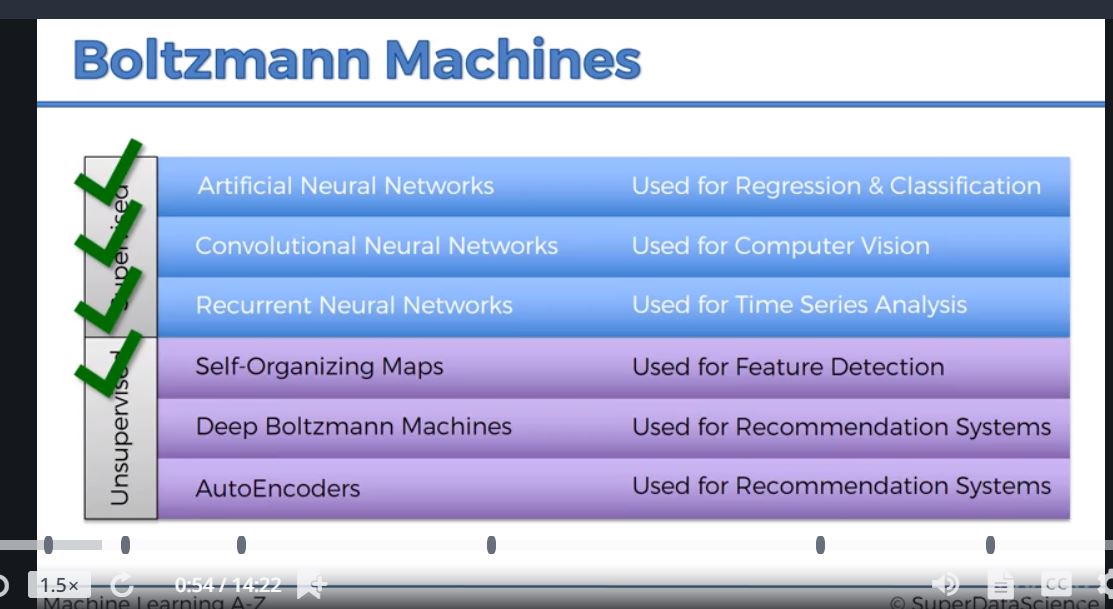 Boltzmann Machines
Supervised
Artificial Neural Networks Used for Regression & Classification
Convolutional Neural Networks Used for Computer Vision
Recurrent Neural Networks Used for Time Series Analysis
Unsupervised
Self-Organizing Maps Used for Feature Detection
Deep Boltzmann Machines Used for Recommendation Systems
AutoEncoders Used for Recommendation Systems
1.5× 0:54 / 14:22 CC
Machine Learning A-Z © SuperDataScience